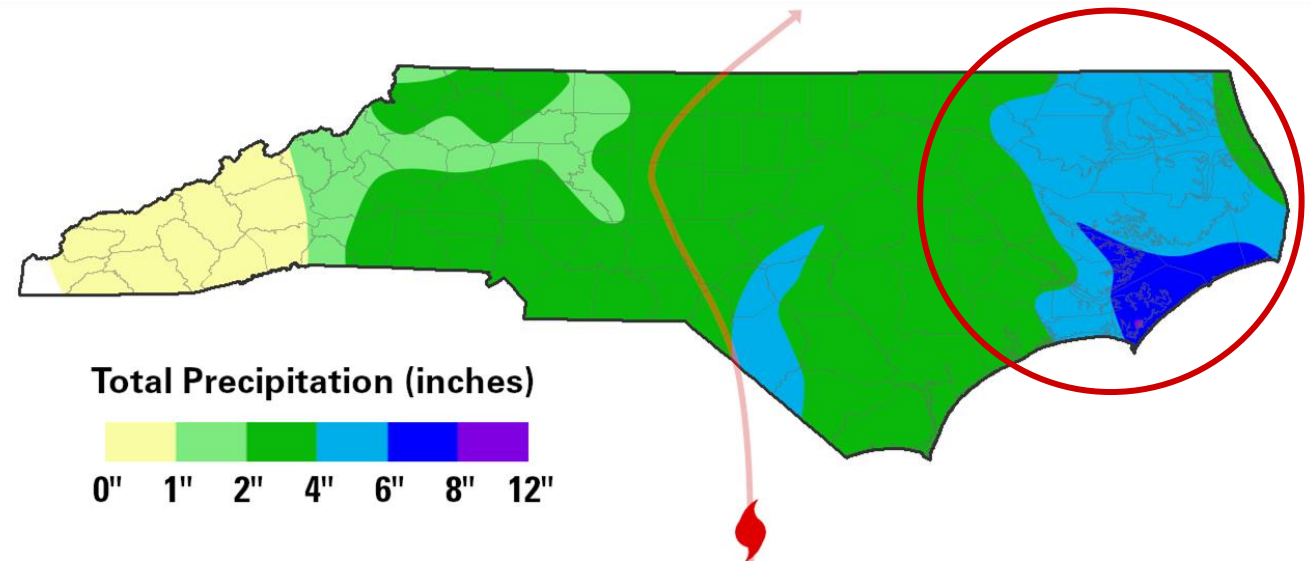 Total Precipitation (inches)
0" 1" 2" 4" 6" 8" 12"